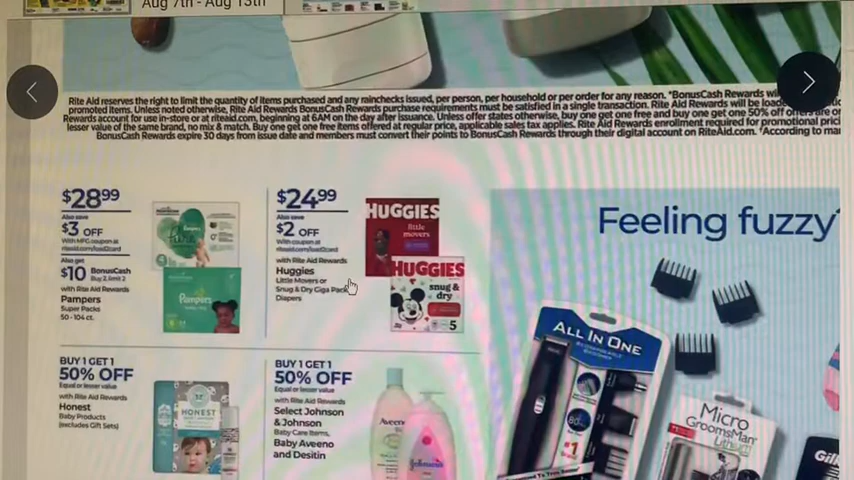 Aug 7th - Aug 13th
Rite Aid reserves the right to limit the quantity of items purchased and any rainchecks issued, per person, per household or per order for any reason. *BonusCash Rewards wi
promoted items. Unless noted otherwise, Rite Aid Rewards BonusCash Rewards purchase requirements must be satisfied in a single transaction. Rite Aid Rewards will be loade
Rewards account for use in-store or at riteaid.com, beginning at 6AM on the day after issuance. Unless offer states otherwise, buy one get one free and buy one get one 50% off offers are o
lesser value of the same brand, no mix & match. Buy one get one free items offered at regular price, applicable sales tax applies. Rite Aid Rewards enrollment required for promotional prici
BonusCash Rewards expire 30 days from issue date and members must convert their points to BonusCash Rewards through their digital account on RiteAid.com. †According to ma
$28.99
Also save
$3 OFF
With MFG coupon at
riteaid.com/load2card
Also get
$10 BonusCash
Buy 2, limit 2
with Rite Aid Rewards
Pampers
Super Packs
50 - 104 ct.
Pure
Pampers
$24.99
Also save
$2 OFF
With coupon at
riteaid.com/load2card
with Rite Aid Rewards
Huggies
Little Movers or
Snug & Dry Giga Pack
Diapers
HUGGIES
little
movers
HUGGIES
snug &
dry
5
BUY 1 GET 1
50% OFF
Equal or lesser value
with Rite Aid Rewards
Honest
Baby Products
(excludes Gift Sets)
HONEST
BUY 1 GET 1
50% OFF
Equal or lesser value
with Rite Aid Rewards
Select Johnson
& Johnson
Baby Care Items,
Baby Aveeno
and Desitin
Aveeno
Johnson's
Feeling fuzzy
ALL IN ONE
#1
Micro
GroomsMan
Lithium
Gill